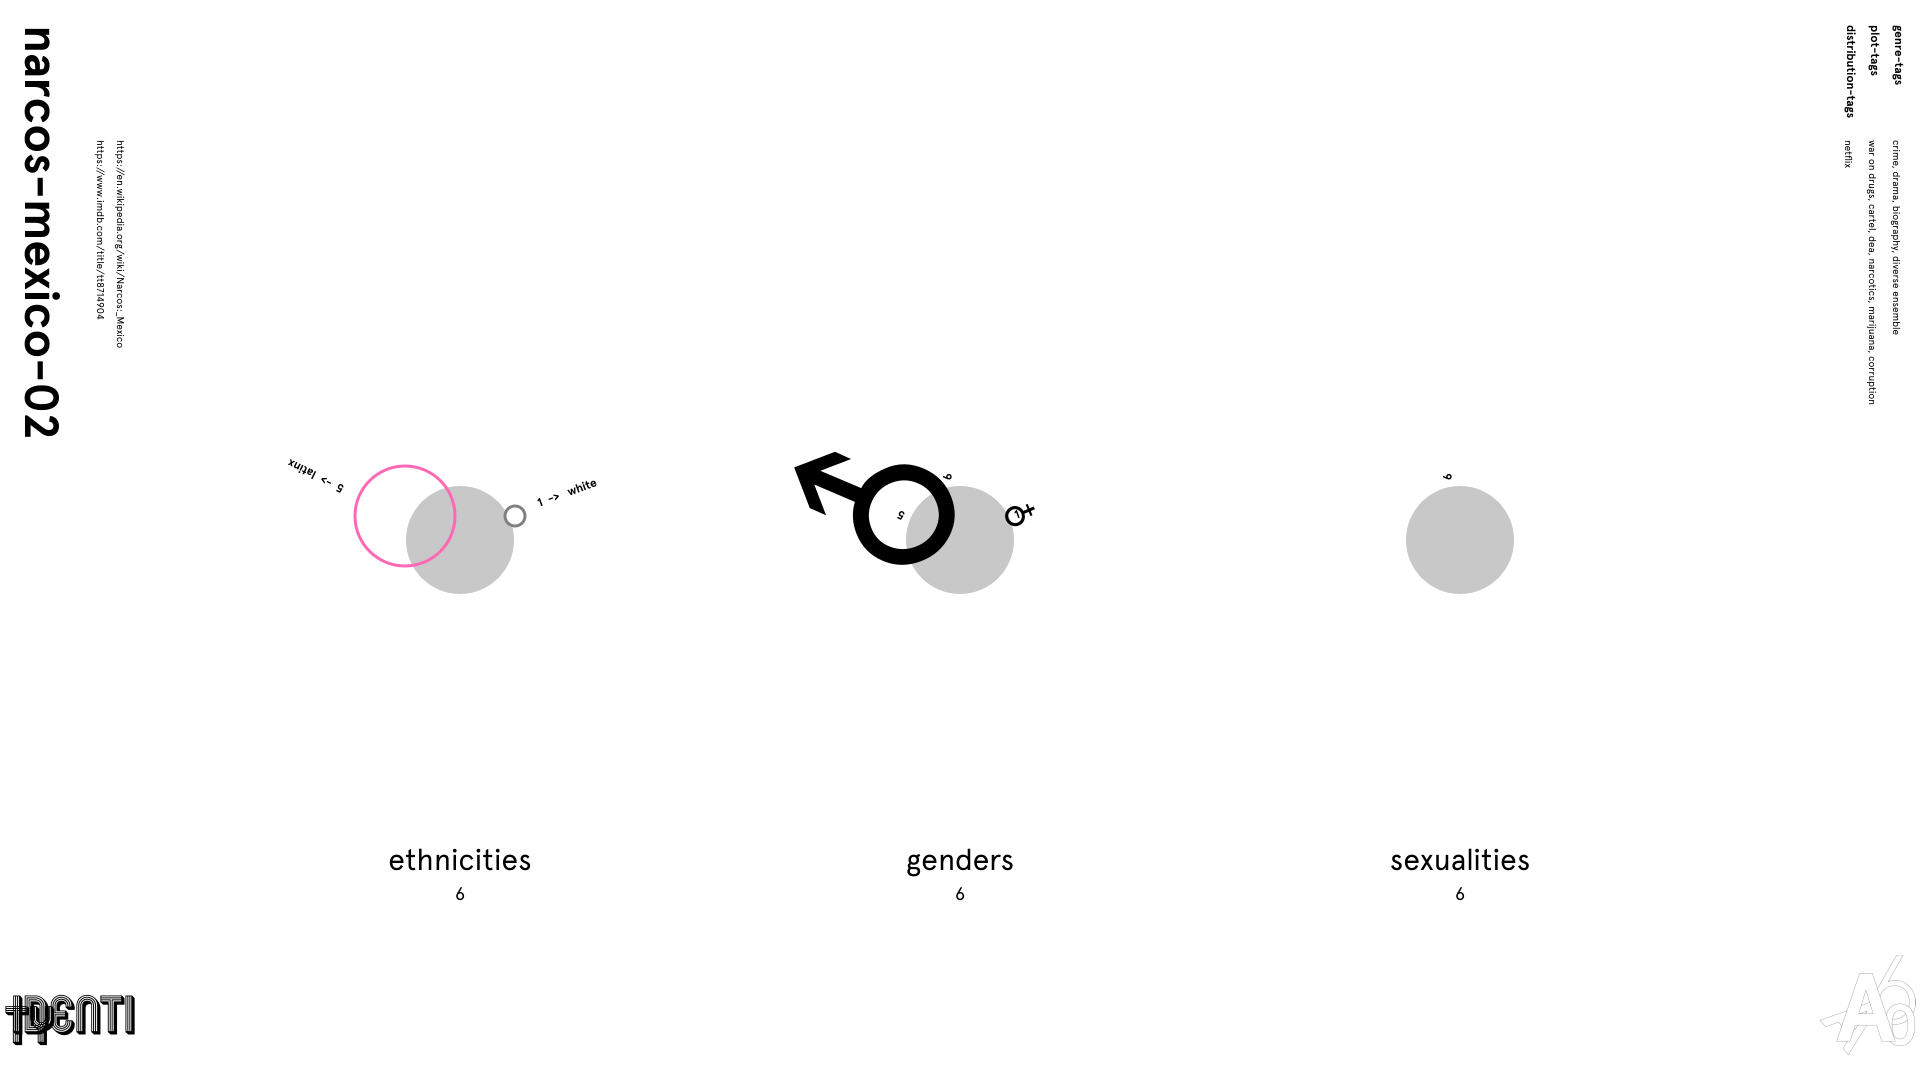 narcos-mexico-02
https://en.wikipedia.org/wiki/Narcos:_Mexico
https://www.imdb.com/title/tt8714904
genre-tags
crime, drama, biography, diverse ensemble
plot-tags
war on drugs, cartel, dea, narcotics, marijuana, corruption
distribution-tags
netflix
5 -> latinx
1 -> white
6
5
1
6
ethnicities
6
genders
6
sexualities
6
IDENTI